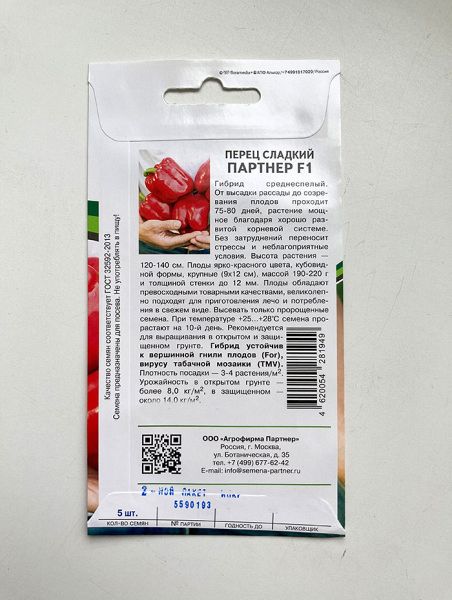 ПЕРЕЦ СЛАДКИЙ
ПАРТНЕР F1
Гибрид среднеспелый.
От высадки рассады до созре-
вания плодов проходит
75-80 дней, растение мощ-
ное благодаря хорошо раз-
витой корневой системе.
Без затруднений переносит
стрессы и неблагоприятные
условия. Высота растения —
120-140 см. Плоды ярко-красного цвета, кубовид-
ной формы, крупные (9х12 см), массой 190-220 г
и толщиной стенки до 12 мм. Плоды обладают
превосходными товарными качествами, великолеп-
но подходят для приготовления лечо и потребле-
ния в свежем виде. Высевать только пророщенные
семена. При температуре +25...+28°С семена про-
растают на 10-й день. Рекомендуется
для выращивания в открытом и защи-
щенном грунте. Гибрид устойчив
к вершинной гнили плодов (For),
вирусу табачной мозаики (TMV).
Плотность посадки — 3-4 растения/м².
Урожайность в открытом грунте —
более 8,0 кг/м², в защищенном —
около 14,0 кг/м².
4 620054 281949
Качество семян соответствует ГОСТ 32592-2013
Семена предназначены для посева. Не употреблять в пищу!
ООО «Агрофирма Партнер»
Россия, г. Москва
ул. Ботаническая, д. 35
тел. +7 (499) 677-62-42
E-mail: info@semena-partner.ru
2-НОЙ ПАКЕТ
5590193
5 шт.
КОЛ-ВО СЕМЯН
№ ПАРТИИ
ГОДНОСТЬ ДО
УПАКОВЩИК